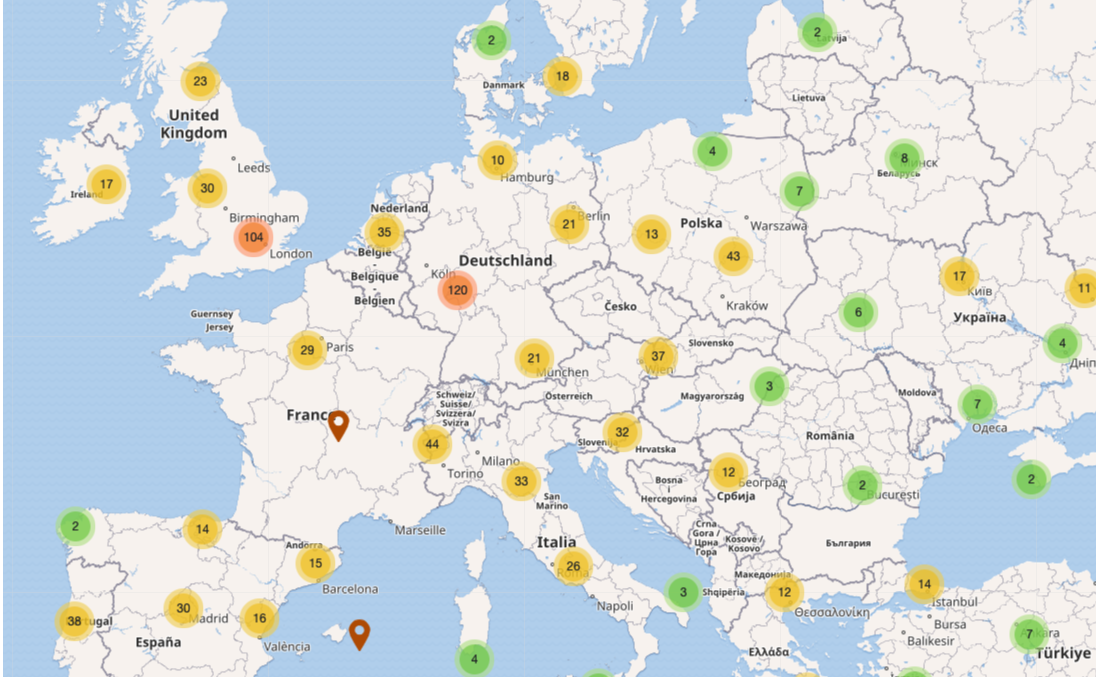 2
2
Latvija
23
18
Danmark
United
Kingdom
Lietuva
4
8
Минск
Беларусь
10
Hamburg
Leeds
17
Ireland
30
7
Birmingham
Nederland
21
Berlin
13
Polska
Warszawa
35
104
London
België
-
Belgique
-
Belgien
Köln
Deutschland
120
43
17
Київ
11
Česko
Kraków
6
Україна
Guernsey
Jersey
29
Paris
21
München
37
Wien
Slovensko
4
Дніп
3
Moldova
Schweiz/
Suisse/
Svizzera/
Svizra
Österreich
Magyarország
7
Одеса
France
44
Slovenija
32
Hrvatska
România
Torino
Milano
33
San
Marino
Bosna
i
Hercegovina
12
Београд
Србија
2
București
2
2
14
Marseille
Andorra
15
Barcelona
Italia
Crna
Gora /
Црна
Гора
Kosovë /
Kosovo
България
26
Roma
Македонија
3
Shqipëria
12
Θεσσαλονίκη
14
İstanbul
30
Madrid
38
tugal
España
16
València
Napoli
Bursa
Balıkesir
7
kara
Türkiye
4
Ελλάδα